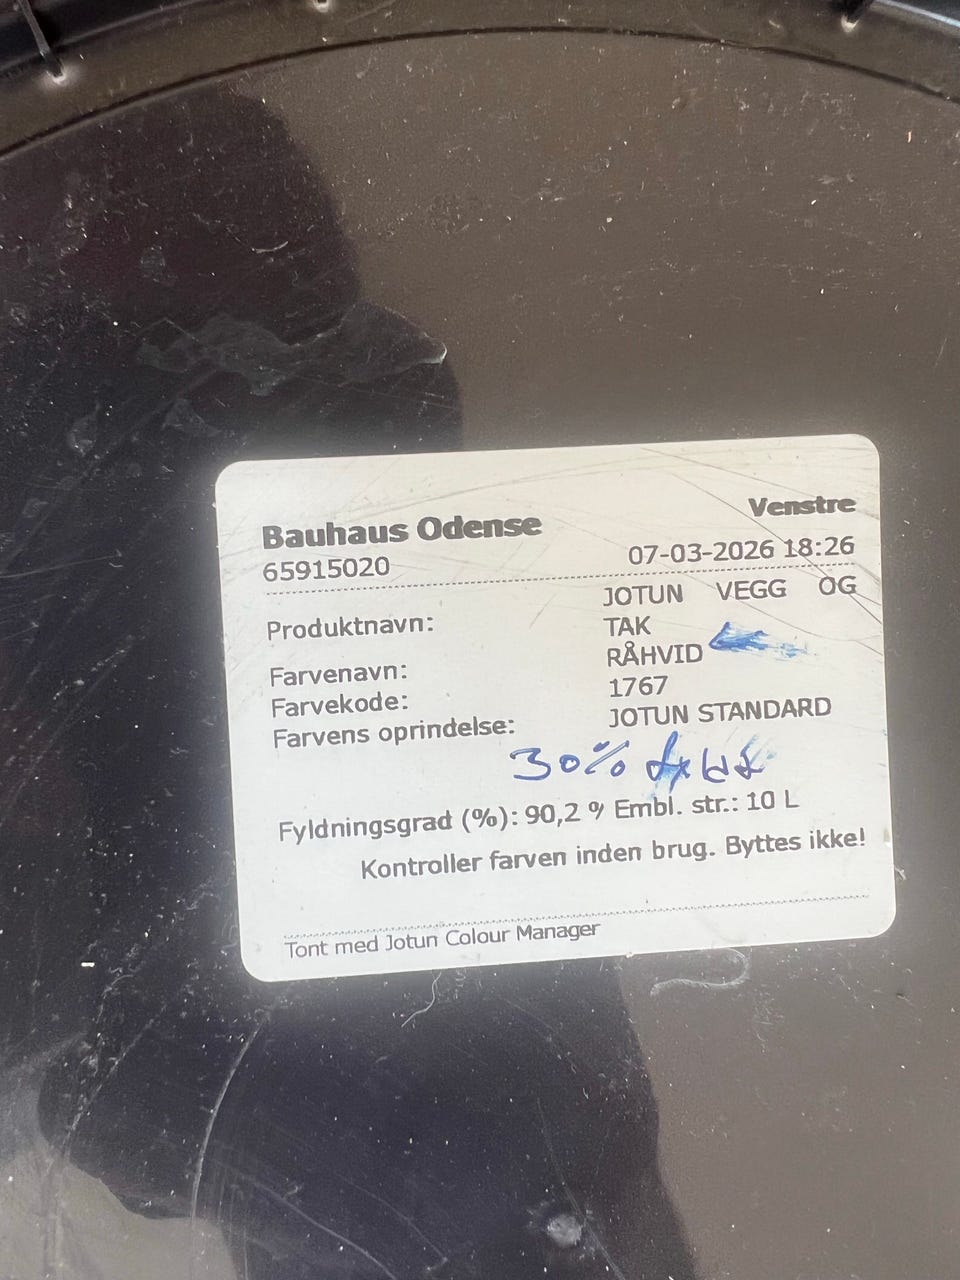 Bauhaus Odense Venstre
65915020 07-03-2026 18:26
Produktnavn: JOTUN VEGG OG
TAK
Farvenavn: RÅHVID
Farvekode: 1767
Farvens oprindelse: JOTUN STANDARD
30%
Fyldningsgrad (%): 90,2 % Embl. str.: 10 L
Kontroller farven inden brug. Byttes ikke!
Tont med Jotun Colour Manager